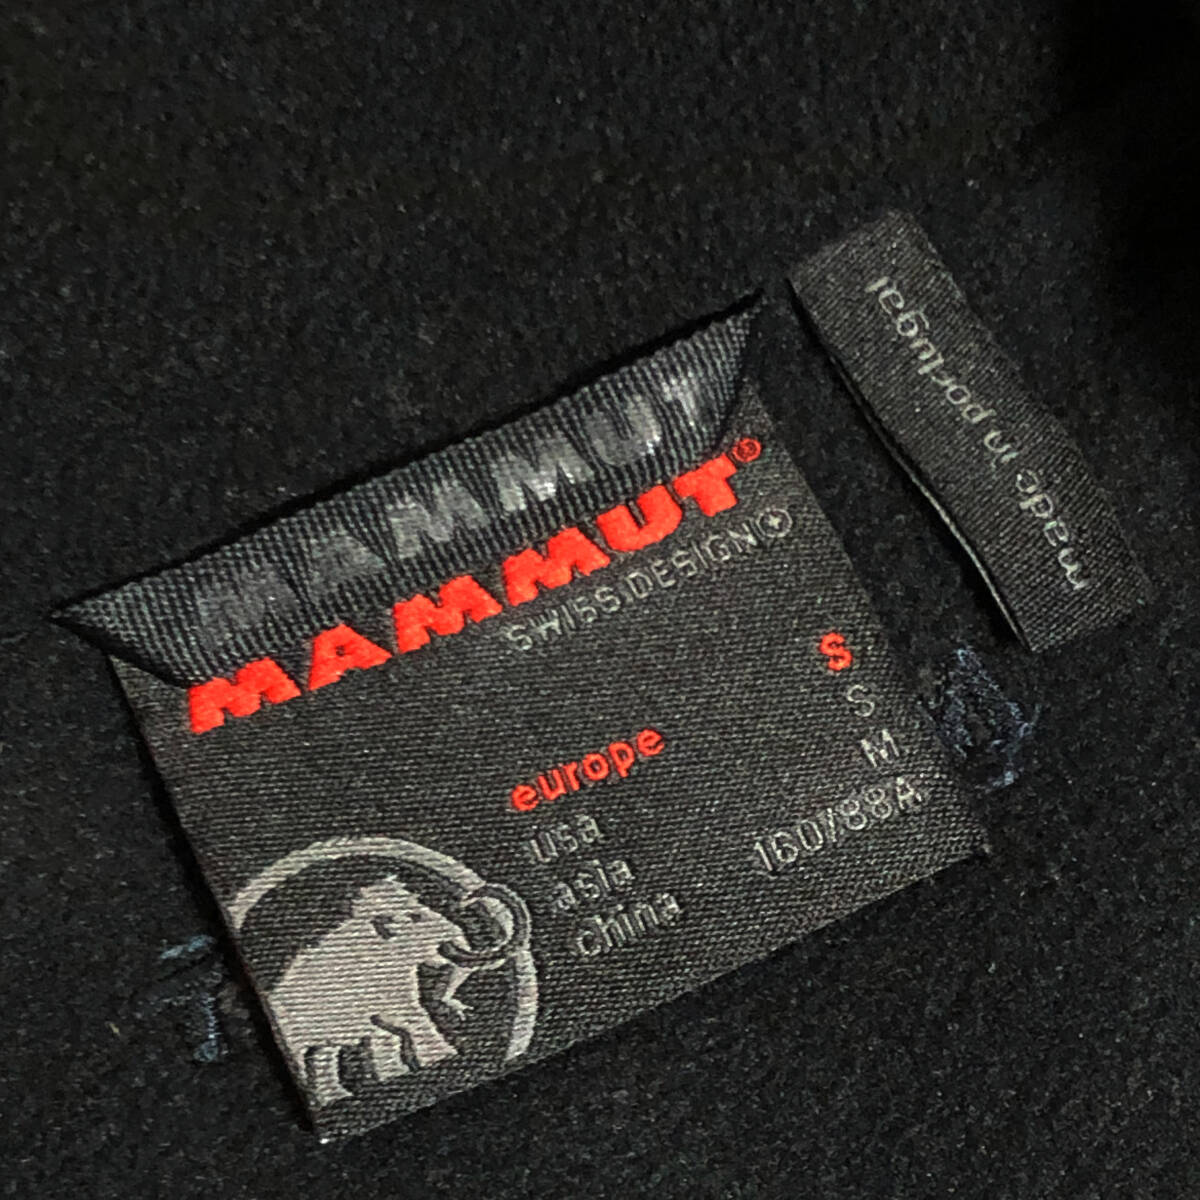 MAMMUT
MAMMUT®
SWISS DESIGN
europe S
usa S
asia M
china 160/88A
made in portugal